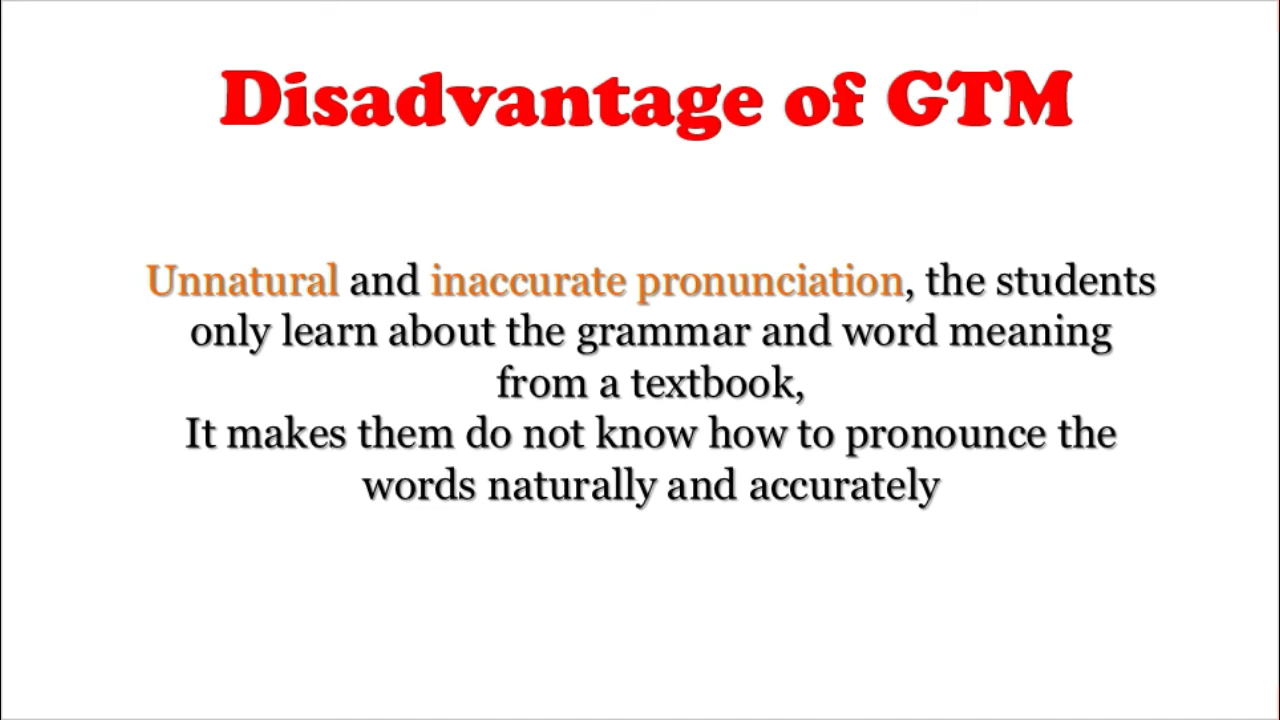 Disadvantage of GTM
Unnatural and inaccurate pronunciation, the students
only learn about the grammar and word meaning
from a textbook,
It makes them do not know how to pronounce the
words naturally and accurately